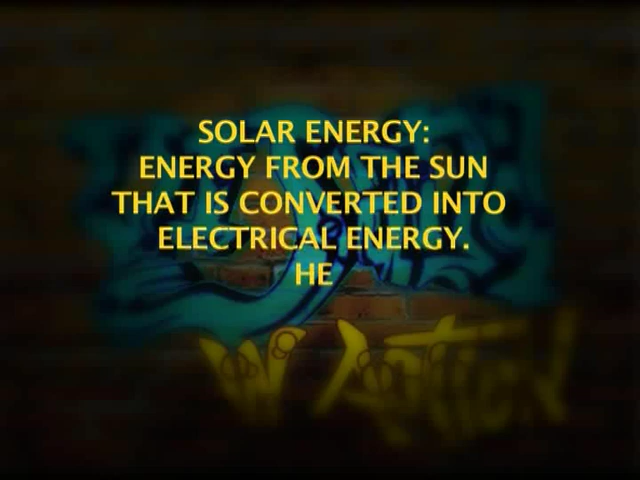 SOLAR ENERGY:
ENERGY FROM THE SUN
THAT IS CONVERTED INTO
ELECTRICAL ENERGY.
HE